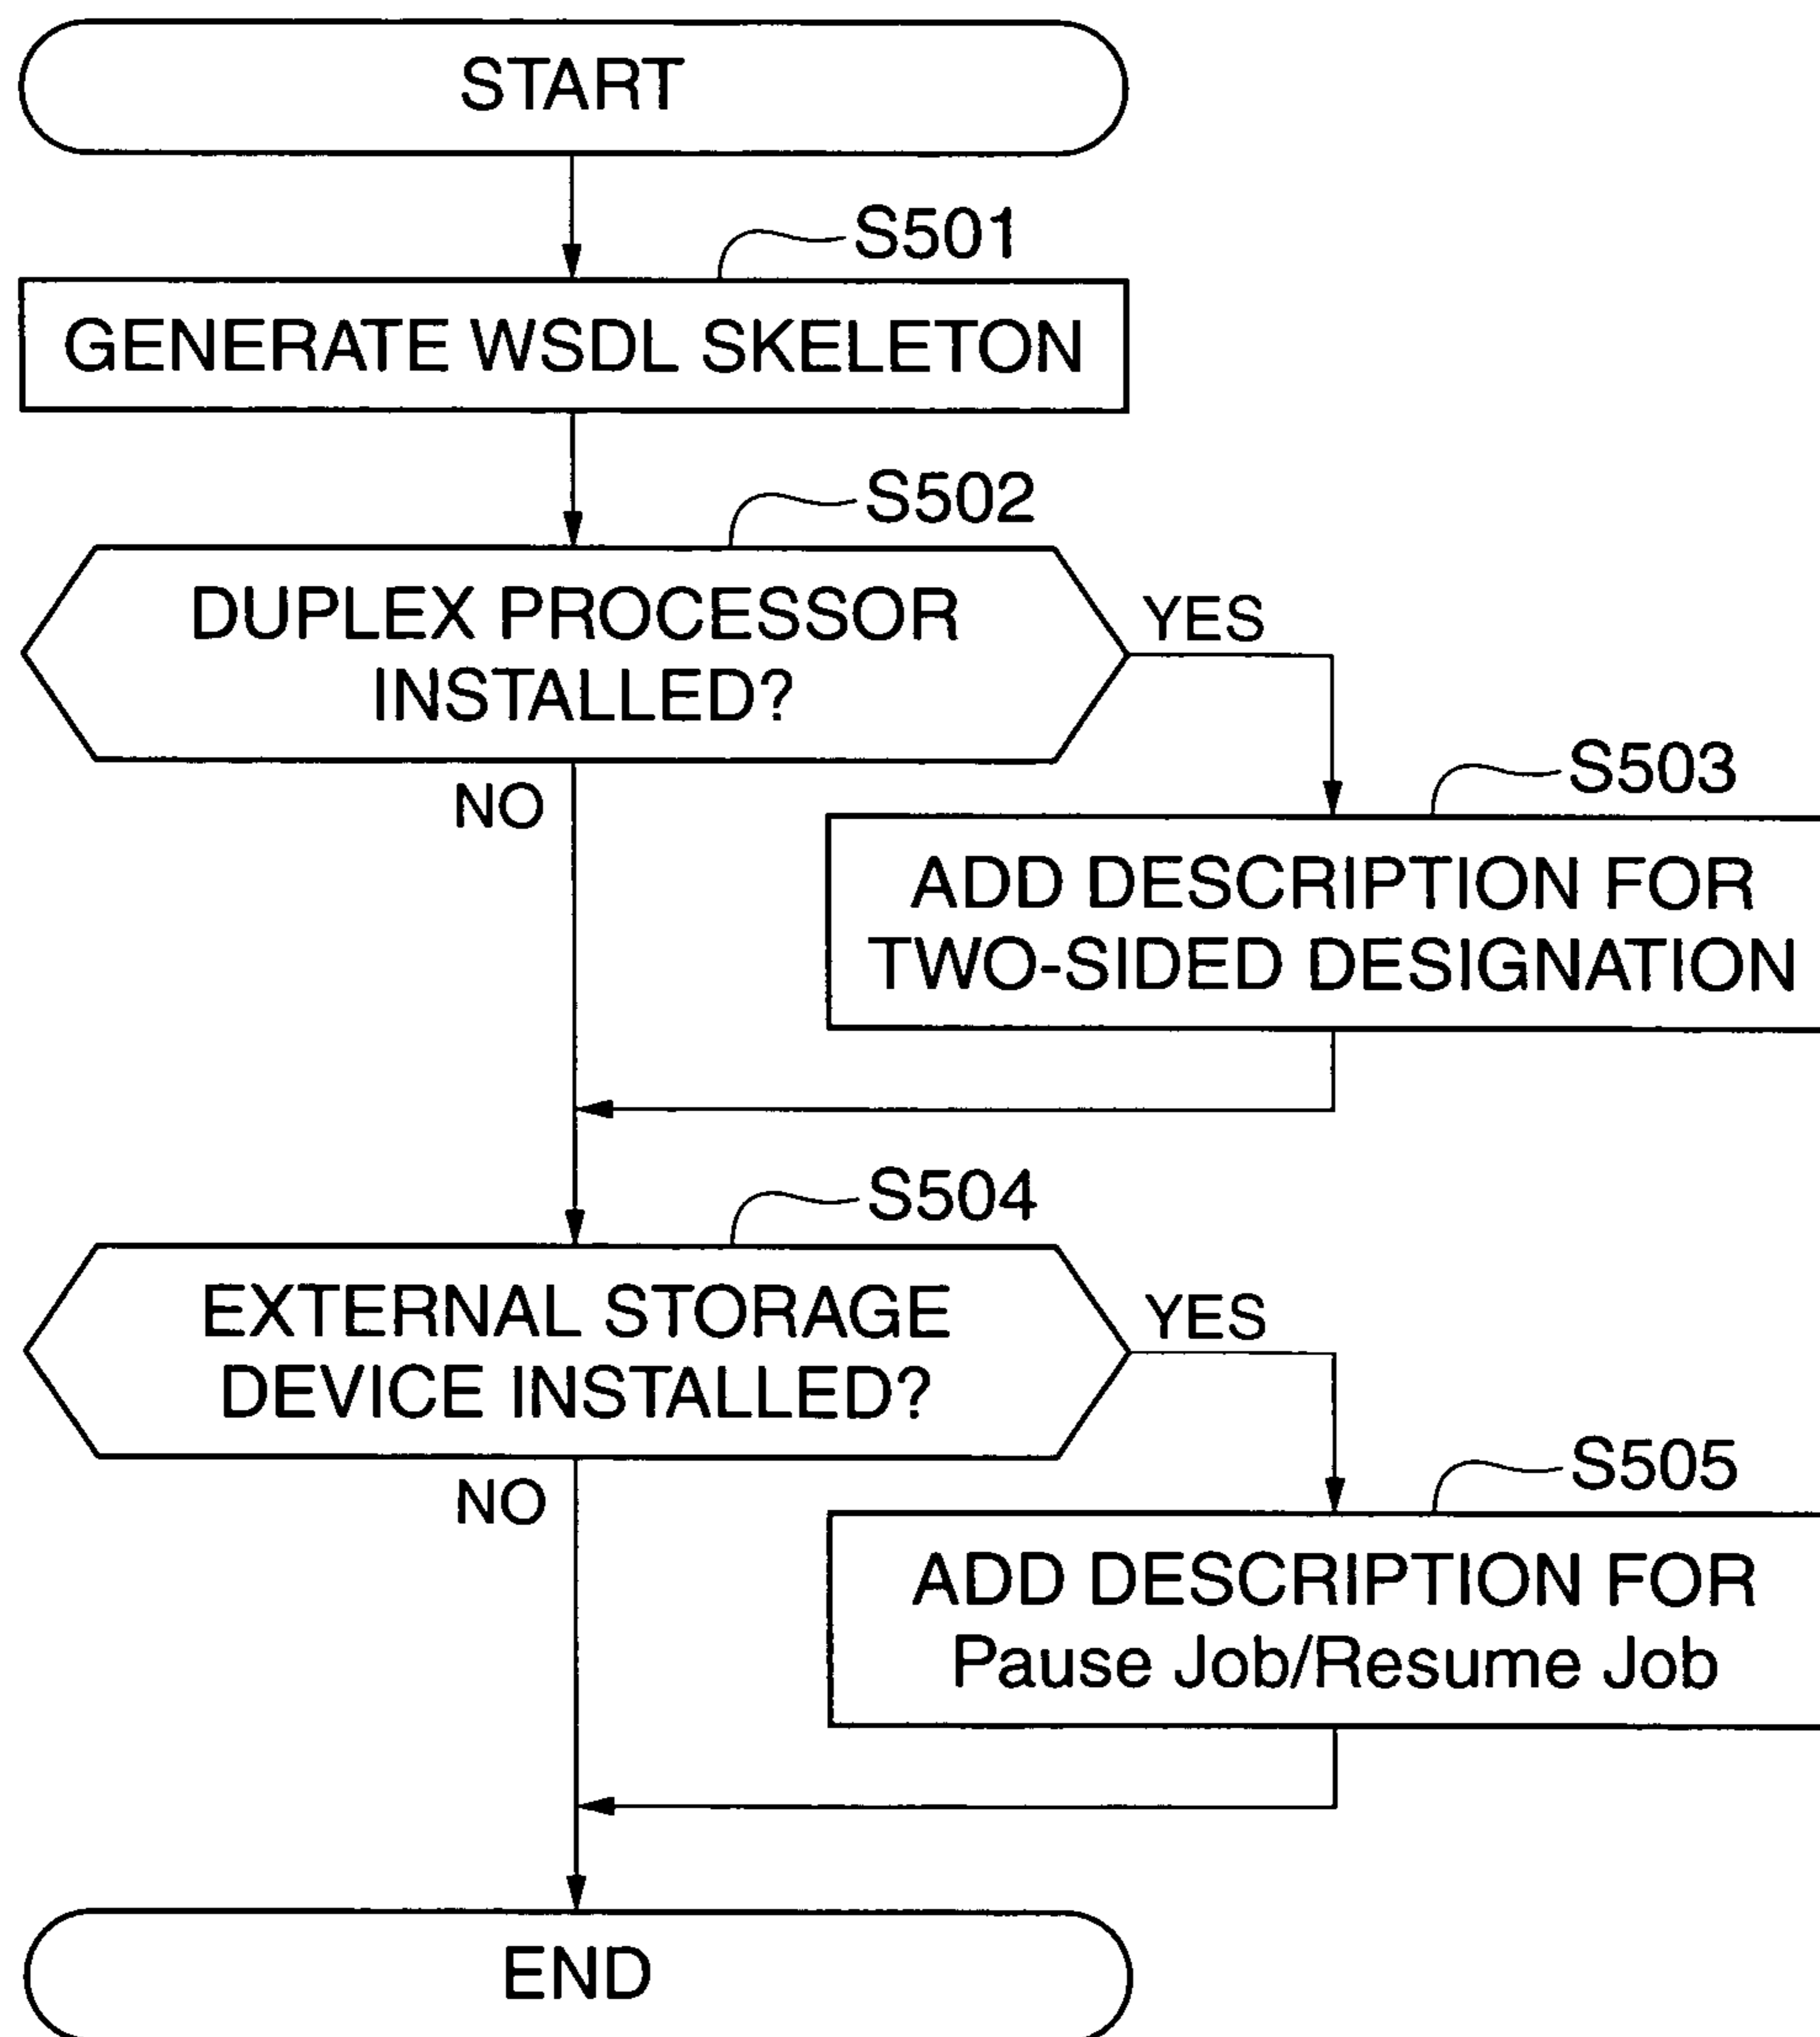 START
S501
GENERATE WSDL SKELETON
S502
DUPLEX PROCESSOR
INSTALLED?
YES
NO
S503
ADD DESCRIPTION FOR
TWO-SIDED DESIGNATION
S504
EXTERNAL STORAGE
DEVICE INSTALLED?
YES
NO
S505
ADD DESCRIPTION FOR
Pause Job/Resume Job
END